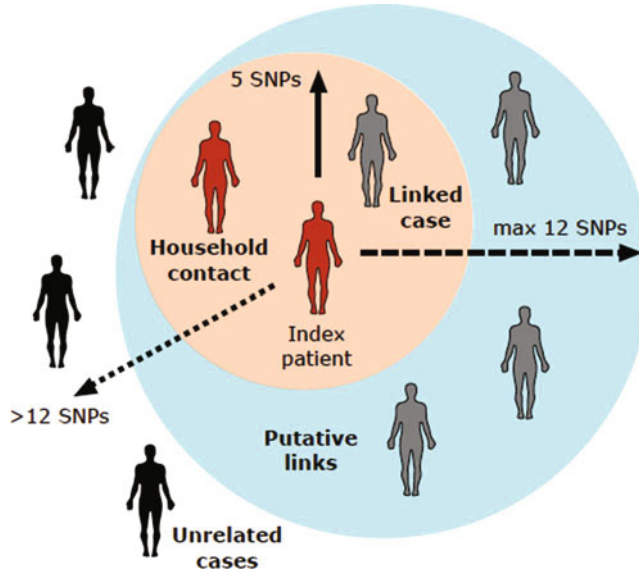 5 SNPs
Linked
case
Household
contact
max 12 SNPs
Index
patient
>12 SNPs
Putative
links
Unrelated
cases